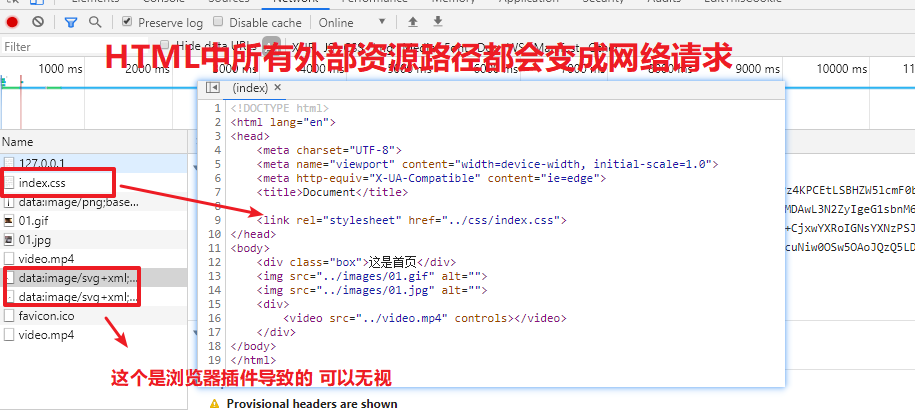 Preserve log
Disable cache
Online
Filter
Hide data URLs
HTML中所有外部资源路径都会变成网络请求
1000 ms
2000 ms
9000 ms
10000 ms
(index) ×
1 <!DOCTYPE html>
2 <html lang="en">
3 <head>
4 <meta charset="UTF-8">
5 <meta name="viewport" content="width=device-width, initial-scale=1.0">
6 <meta http-equiv="X-UA-Compatible" content="ie=edge">
7 <title>Document</title>
8
9 <link rel="stylesheet" href="../css/index.css">
10 </head>
11 <body>
12 <div class="box">这是首页</div>
13 <img src="../images/01.gif" alt="">
14 <img src="../images/01.jpg" alt="">
15 <div>
16 <video src="../video.mp4" controls></video>
17 </div>
18 </body>
19 </html>
Name
127.0.0.1
index.css
data:image/png;base...
01.gif
01.jpg
video.mp4
data:image/svg+xml;...
data:image/svg+xml;...
favicon.ico
video.mp4
这个是浏览器插件导致的 可以无视
Provisional headers are shown